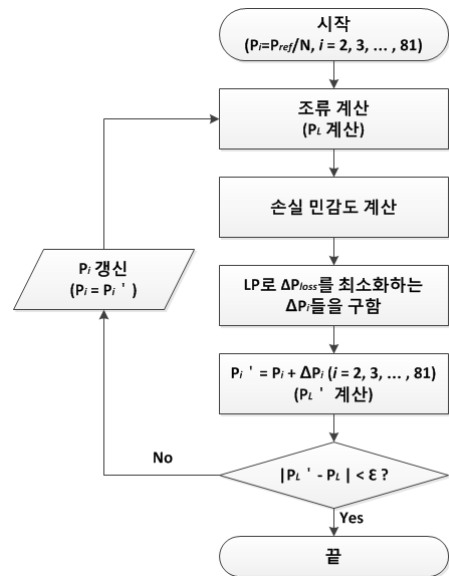 시작
(Pi=Pref/N, i = 2, 3, ... , 81)
조류 계산
(PL 계산)
손실 민감도 계산
Pi 갱신
(Pi = Pi ' )
LP로 ΔPloss를 최소화하는
ΔPi들을 구함
Pi ' = Pi + ΔPi (i = 2, 3, ... , 81)
(PL ' 계산)
No
|PL ' - PL | < ε ?
Yes
끝